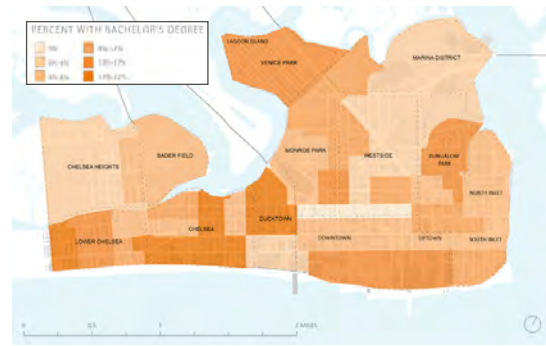 PERCENT WITH BACHELOR'S DEGREE
LAGOON ISLAND
VENICE PARK
MARINA DISTRICT
MONROE PARK
WESTSIDE
BUNGALOW
PARK
CHELSEA HEIGHTS
BADER FIELD
NORTH INLET
DUCKTOWN
CHELSEA
LOWER CHELSEA
DOWNTOWN
UPTOWN
SOUTH INLET
0
0.5
1
2 MILES